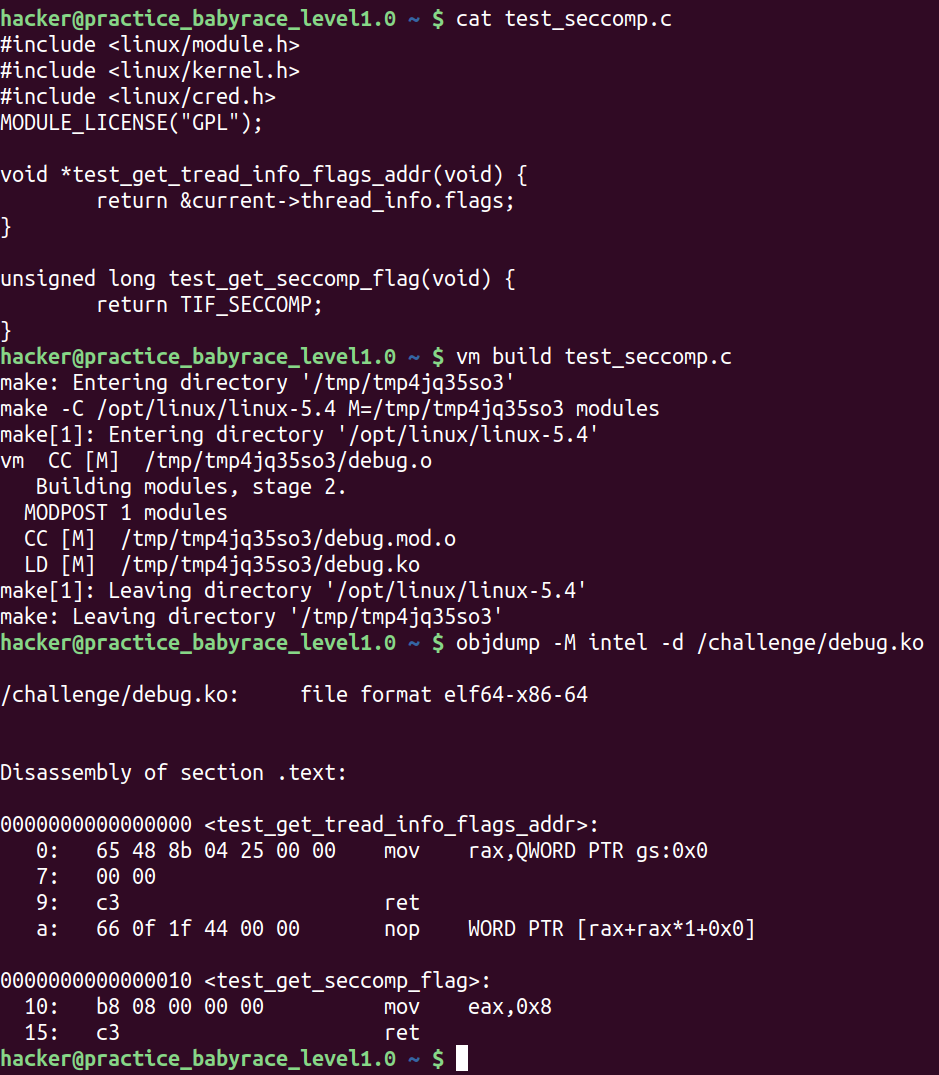 hacker@practice_babyrace_level1.0 ~ $ cat test_seccomp.c
#include <linux/module.h>
#include <linux/kernel.h>
#include <linux/cred.h>
MODULE_LICENSE("GPL");

void *test_get_tread_info_flags_addr(void) {
        return &current->thread_info.flags;
}

unsigned long test_get_seccomp_flag(void) {
        return TIF_SECCOMP;
}
hacker@practice_babyrace_level1.0 ~ $ vm build test_seccomp.c
make: Entering directory '/tmp/tmp4jq35so3'
make -C /opt/linux/linux-5.4 M=/tmp/tmp4jq35so3 modules
make[1]: Entering directory '/opt/linux/linux-5.4'
vm  CC [M]  /tmp/tmp4jq35so3/debug.o
   Building modules, stage 2.
  MODPOST 1 modules
  CC [M]  /tmp/tmp4jq35so3/debug.mod.o
  LD [M]  /tmp/tmp4jq35so3/debug.ko
make[1]: Leaving directory '/opt/linux/linux-5.4'
make: Leaving directory '/tmp/tmp4jq35so3'
hacker@practice_babyrace_level1.0 ~ $ objdump -M intel -d /challenge/debug.ko

/challenge/debug.ko:     file format elf64-x86-64


Disassembly of section .text:

0000000000000000 <test_get_tread_info_flags_addr>:
   0:   65 48 8b 04 25 00 00    mov    rax,QWORD PTR gs:0x0
   7:   00 00
   9:   c3                      ret
   a:   66 0f 1f 44 00 00       nop    WORD PTR [rax+rax*1+0x0]

0000000000000010 <test_get_seccomp_flag>:
  10:   b8 08 00 00 00          mov    eax,0x8
  15:   c3                      ret
hacker@practice_babyrace_level1.0 ~ $